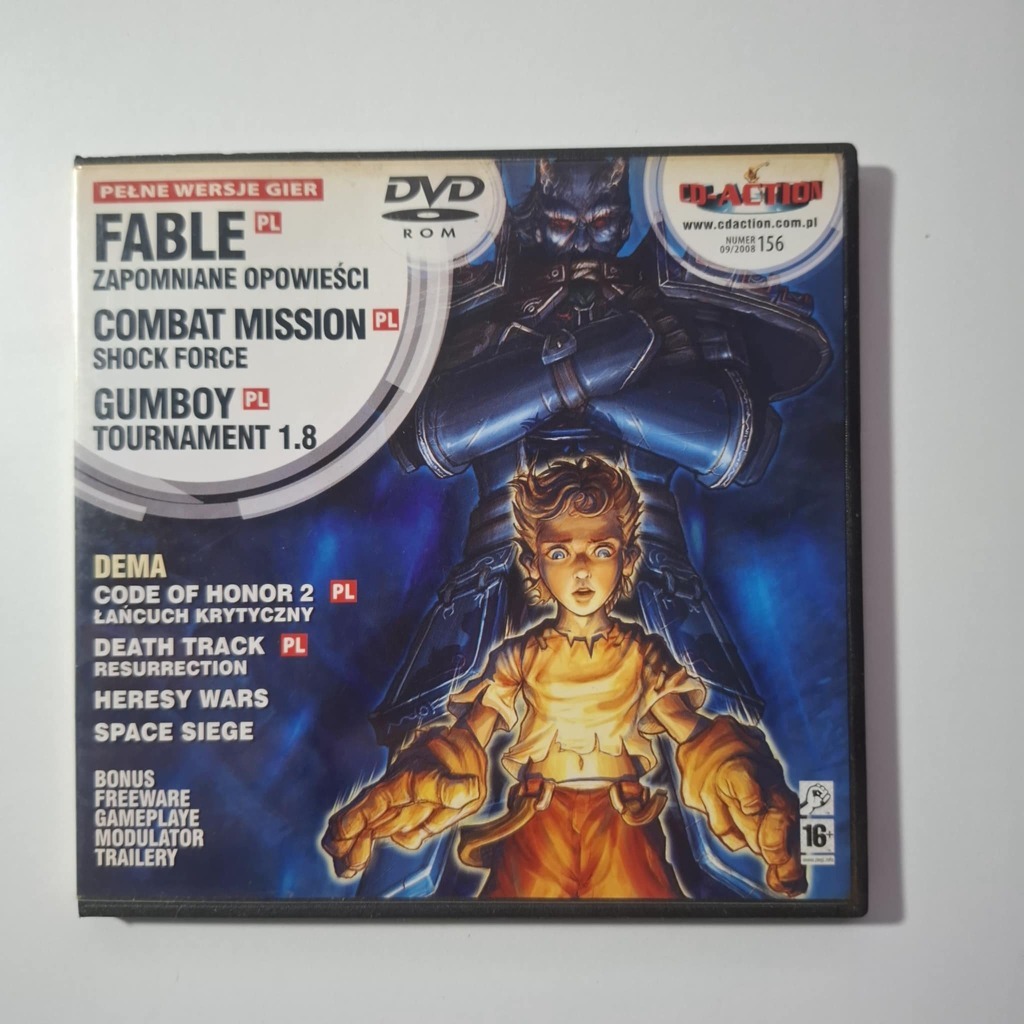 PEŁNE WERSJE GIER
FABLE PL
ZAPOMNIANE OPOWIEŚCI
COMBAT MISSION PL
SHOCK FORCE
GUMBOY PL
TOURNAMENT 1.8
DVD
ROM
CD-ACTION
www.cdaction.com.pl
NUMER
09/2008 156
DEMA
CODE OF HONOR 2 PL
ŁAŃCUCH KRYTYCZNY
DEATH TRACK PL
RESURRECTION
HERESY WARS
SPACE SIEGE
BONUS
FREEWARE
GAMEPLAYE
MODULATOR
TRAILERY
16+